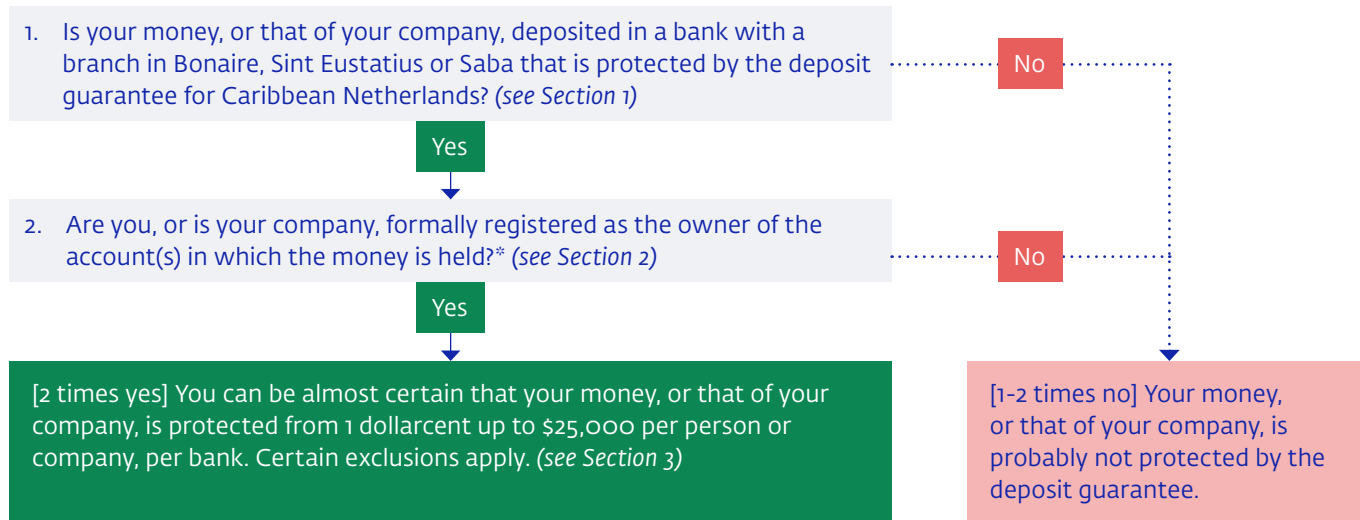 1. Is your money, or that of your company, deposited in a bank with a
branch in Bonaire, Sint Eustatius or Saba that is protected by the deposit
guarantee for Caribbean Netherlands? (see Section 1)
No
Yes
2. Are you, or is your company, formally registered as the owner of the
account(s) in which the money is held?* (see Section 2)
No
Yes
[2 times yes] You can be almost certain that your money, or that of your
company, is protected from 1 dollarcent up to $25,000 per person or
company, per bank. Certain exclusions apply. (see Section 3)
[1-2 times no] Your money,
or that of your company, is
probably not protected by the
deposit guarantee.